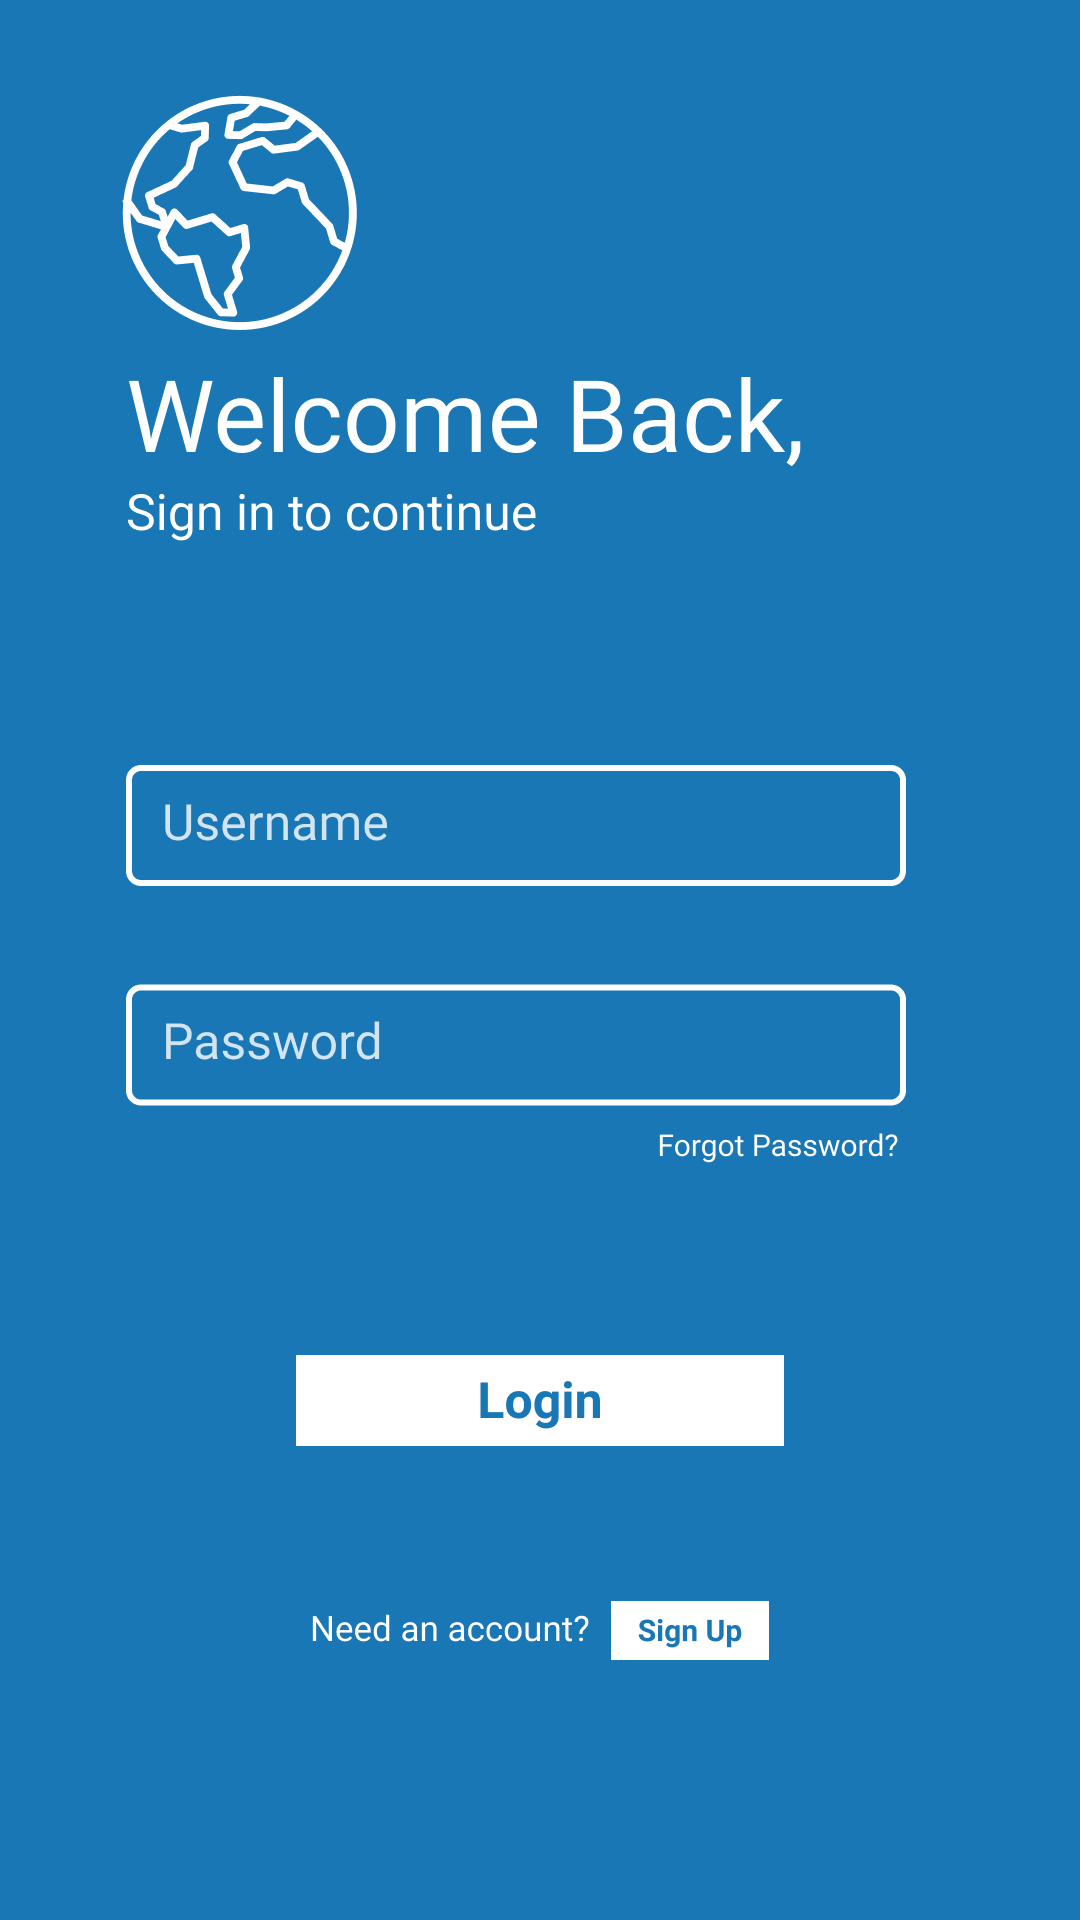 Welcome Back,
Sign in to continue
Username
Password
Forgot Password?
Login
Need an account? Sign Up